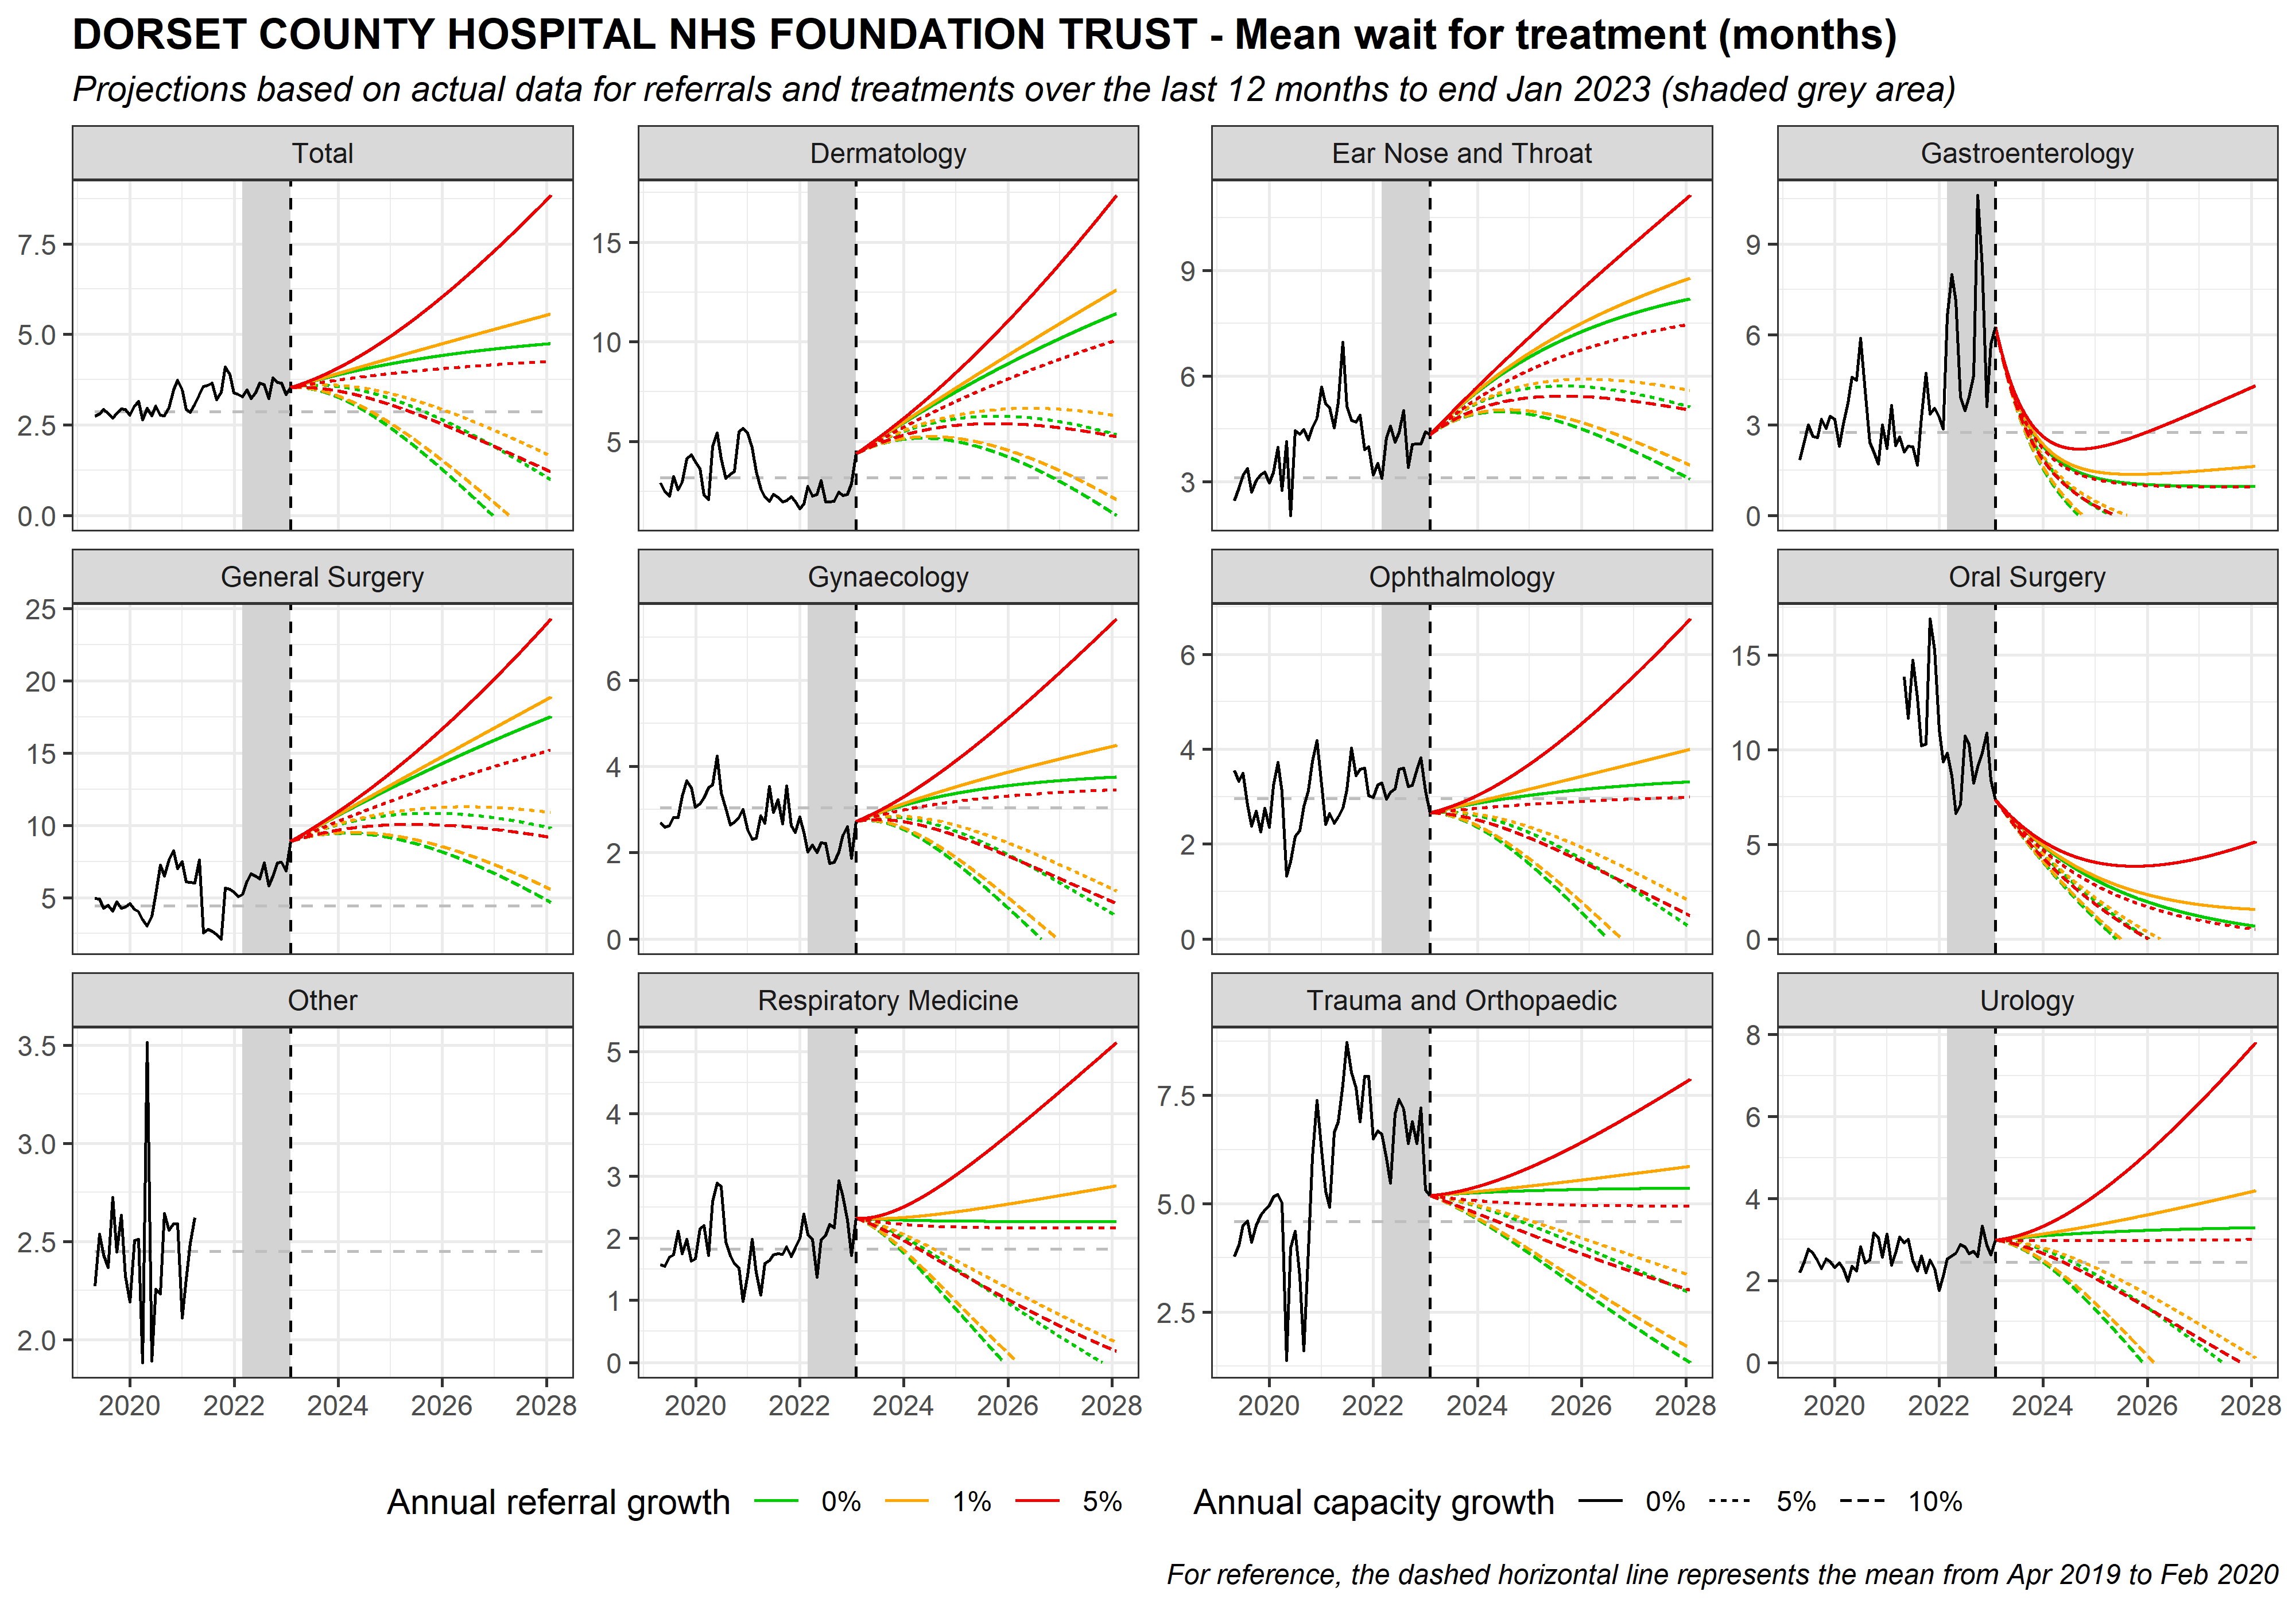 DORSET COUNTY HOSPITAL NHS FOUNDATION TRUST - Mean wait for treatment (months)
Projections based on actual data for referrals and treatments over the last 12 months to end Jan 2023 (shaded grey area)
Total
Dermatology
Ear Nose and Throat
Gastroenterology
7.5
5.0
2.5
0.0
15
10
5
9
6
3
9
6
3
0
General Surgery
Gynaecology
Ophthalmology
Oral Surgery
25
20
15
10
5
6
4
2
0
6
4
2
0
15
10
5
0
Other
Respiratory Medicine
Trauma and Orthopaedic
Urology
3.5
3.0
2.5
2.0
5
4
3
2
1
0
7.5
5.0
2.5
8
6
4
2
0
2020 2022 2024 2026 2028
2020 2022 2024 2026 2028
2020 2022 2024 2026 2028
2020 2022 2024 2026 2028
Annual referral growth 0% 1% 5%
Annual capacity growth 0% 5% 10%
For reference, the dashed horizontal line represents the mean from Apr 2019 to Feb 2020